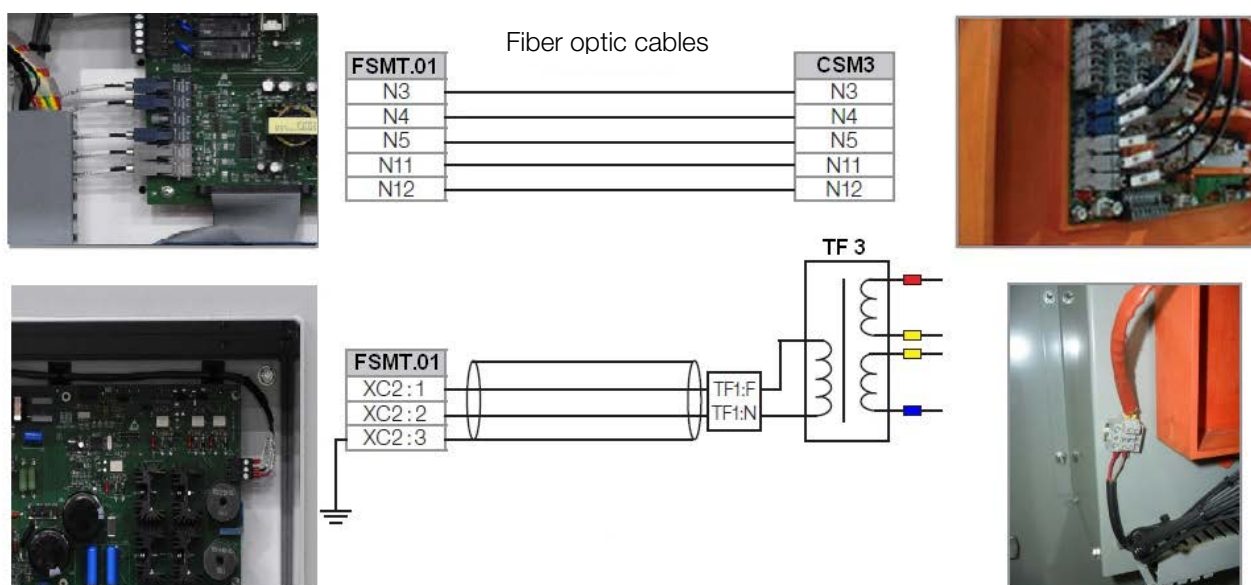 Fiber optic cables
FSMT.01 CSM3
N3 N3
N4 N4
N5 N5
N11 N11
N12 N12
TF 3
FSMT.01
XC2:1 TF1:F
XC2:2 TF1:N
XC2:3